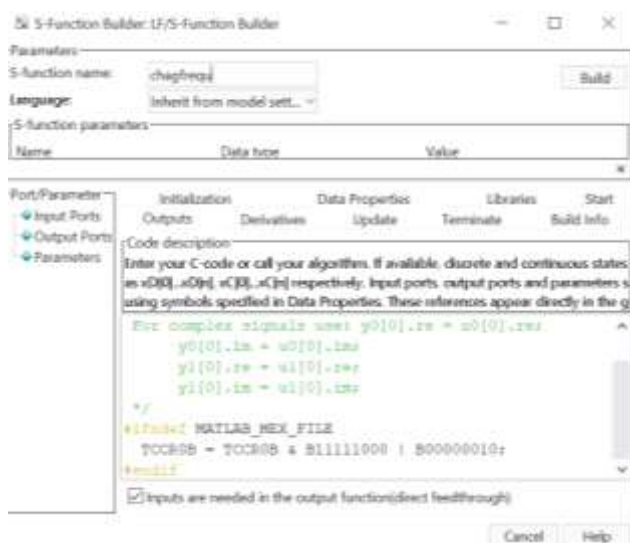 S-Function Builder: LF/S-Function Builder
Parameters
S-function name: chagfrequ Build
Language: Inherit from model sett...
S-function parameters
Name Data type Value
Port/Parameter
Input Ports
Output Ports
Parameters
Initialization Data Properties Libraries Start
Outputs Derivatives Update Terminate Build Info
Code description
Enter your C-code or call your algorithm. If available, discrete and continuous states
as xD[0]...xD[n], xC[0]...xC[n] respectively. Input ports, output ports and parameters s
using symbols specified in Data Properties. These references appear directly in the g
For complex signals use: y0[0].re = u0[0].re;
y0[0].im = u0[0].im;
y1[0].re = u1[0].re;
y1[0].im = u1[0].im;
*/
#ifndef MATLAB_MEX_FILE
TCCR0B = TCCR0B & B11111000 | B00000010;
#endif
Inputs are needed in the output function(direct feedthrough)
Cancel Help